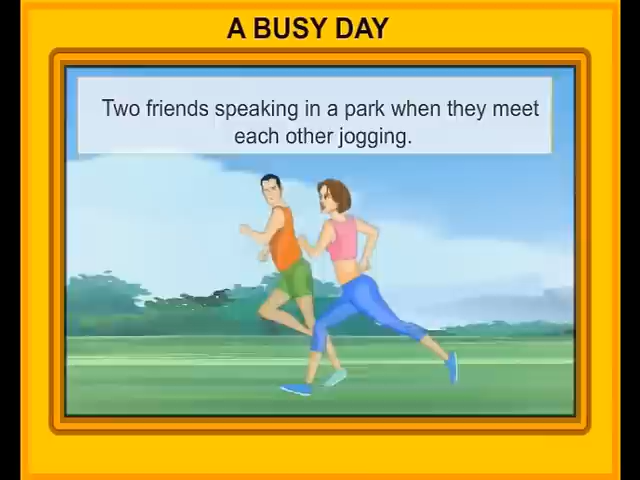 A BUSY DAY
Two friends speaking in a park when they meet
each other jogging.